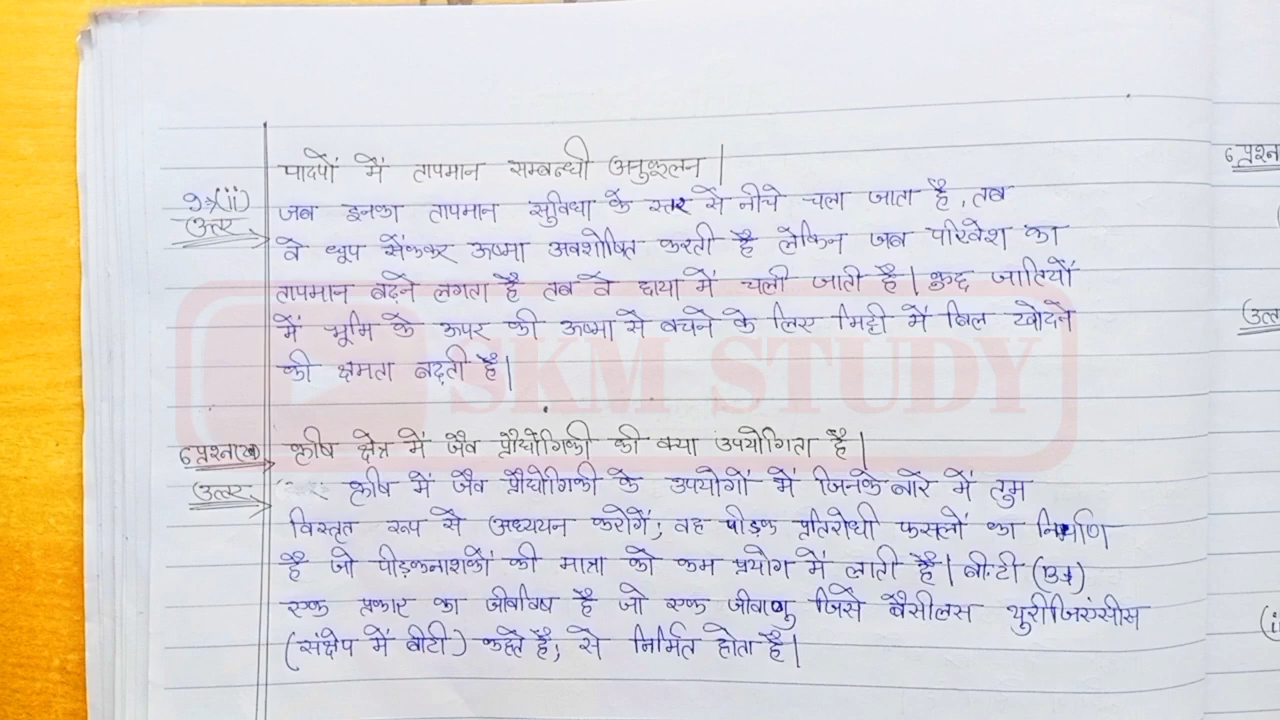 पादपों में तापमान सम्बन्धी अनुकूलन |
(ii) जब इनका तापमान सुविधा के स्तर से नीचे चला जाता है, तब
उत्तर वे धूप सेंककर ऊष्मा अवशोषित करती है लेकिन जब परिवेश का
तापमान बढ़ने लगता है तब वे छाया में चली जाती है | कुछ जातियों
में भूमि के ऊपर की ऊष्मा से बचने के लिए मिट्टी में बिल खोदने
की क्षमता बढ़ती है |
SKM STUDY
6 प्रश्न(ख) कृषि क्षेत्र में जैव प्रौद्योगिकी की क्या उपयोगिता है |
उत्तर कृषि में जैव प्रौद्योगिकी के उपयोगों में जिनके बारे में तुम
विस्तृत रूप से अध्ययन करोगें; वह पीड़क प्रतिरोधी फसलों का निर्माण
है जो पीड़कनाशकों की मात्रा को कम प्रयोग में लाती है | बी.टी (Bt)
एक प्रकार का जीवविष है जो एक जीवाणु जिसे बैसीलस थुरीजिएंसीस
(संक्षेप में बीटी) कहते है; से निर्मित होता है |
6 प्रश्न